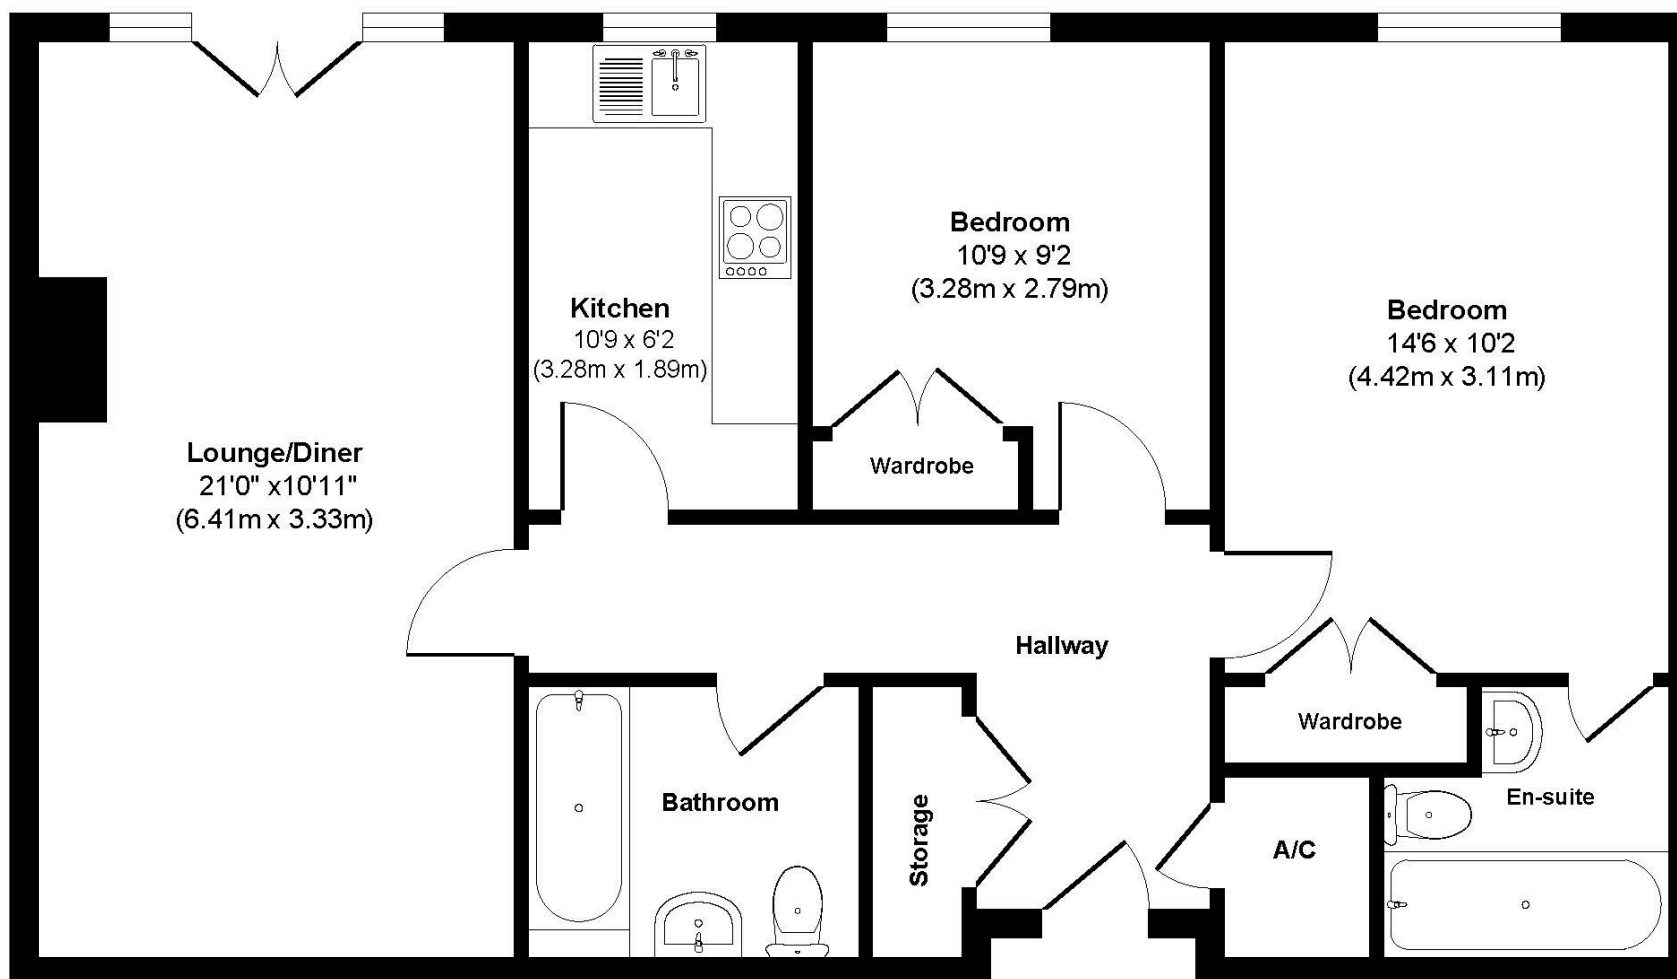 Bedroom
10'9 x 9'2
(3.28m x 2.79m)
Kitchen
10'9 x 6'2
(3.28m x 1.89m)
Bedroom
14'6 x 10'2
(4.42m x 3.11m)
Lounge/Diner
21'0" x10'11"
(6.41m x 3.33m)
Wardrobe
Hallway
Wardrobe
Bathroom
Storage
A/C
En-suite